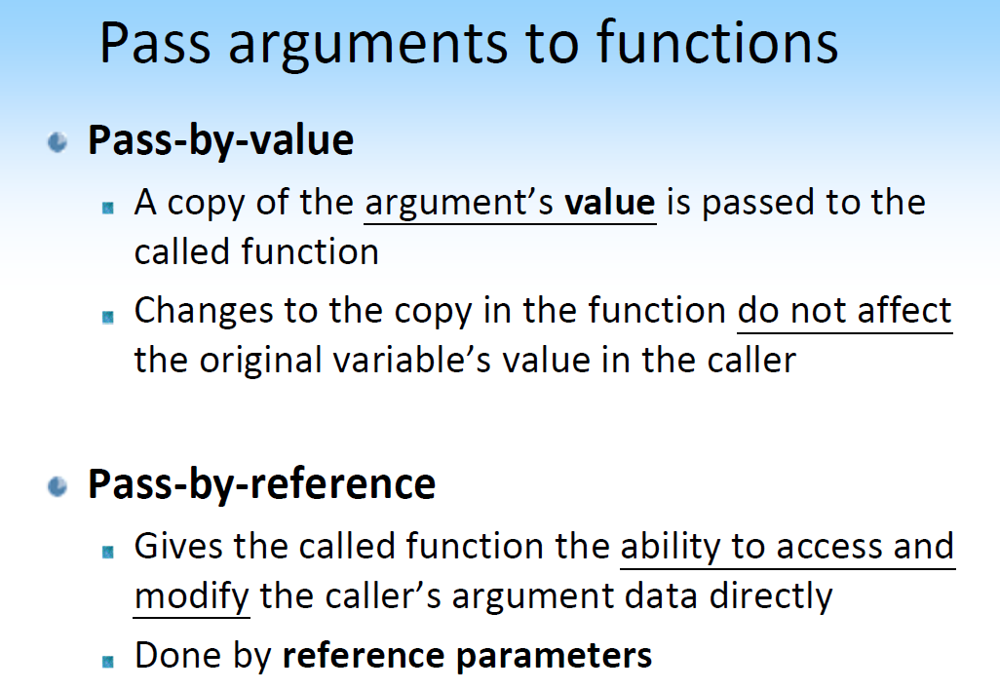 Pass arguments to functions
Pass-by-value
A copy of the argument’s value is passed to the
called function
Changes to the copy in the function do not affect
the original variable’s value in the caller
Pass-by-reference
Gives the called function the ability to access and
modify the caller’s argument data directly
Done by reference parameters